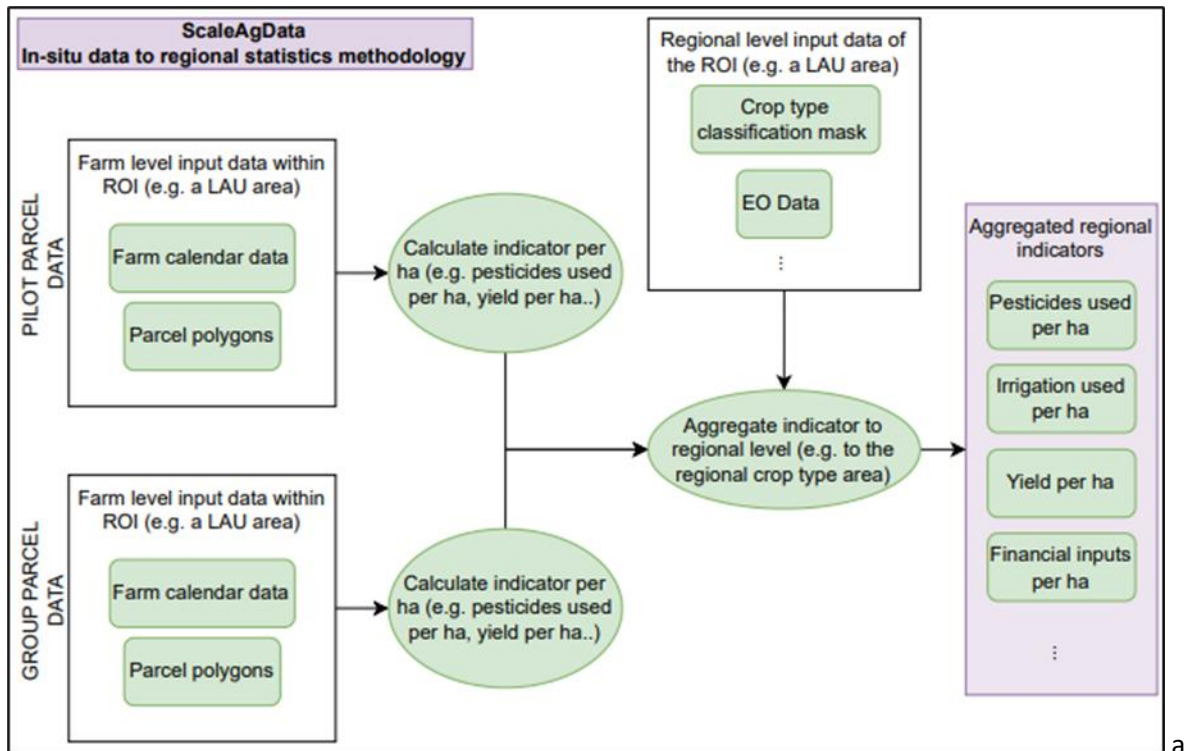 ScaleAgData
In-situ data to regional statistics methodology
Regional level input data of
the ROI (e.g. a LAU area)
Crop type
classification mask
EO Data
⋮
PILOT PARCEL
DATA
Farm level input data within
ROI (e.g. a LAU area)
Farm calendar data
Parcel polygons
Calculate indicator per
ha (e.g. pesticides used
per ha, yield per ha..)
GROUP PARCEL
DATA
Farm level input data within
ROI (e.g. a LAU area)
Farm calendar data
Parcel polygons
Calculate indicator per
ha (e.g. pesticides used
per ha, yield per ha..)
Aggregate indicator to
regional level (e.g. to the
regional crop type area)
Aggregated regional
indicators
Pesticides used
per ha
Irrigation used
per ha
Yield per ha
Financial inputs
per ha
⋮
a